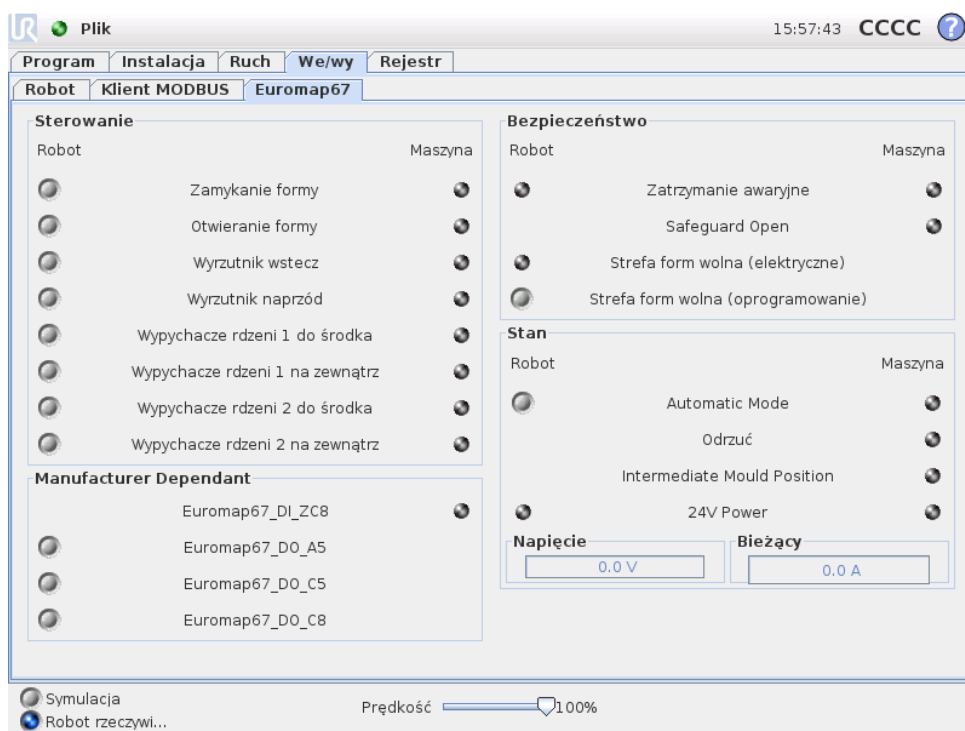 UR Plik 15:57:43 CCCC ?
Program Instalacja Ruch We/wy Rejestr
Robot Klient MODBUS Euromap67
Sterowanie
Robot Maszyna
Zamykanie formy
Otwieranie formy
Wyrzutnik wstecz
Wyrzutnik naprzód
Wypychacze rdzeni 1 do środka
Wypychacze rdzeni 1 na zewnątrz
Wypychacze rdzeni 2 do środka
Wypychacze rdzeni 2 na zewnątrz
Manufacturer Dependant
Euromap67_DI_ZC8
Euromap67_DO_A5
Euromap67_DO_C5
Euromap67_DO_C8
Bezpieczeństwo
Robot Maszyna
Zatrzymanie awaryjne
Safeguard Open
Strefa form wolna (elektryczne)
Strefa form wolna (oprogramowanie)
Stan
Robot Maszyna
Automatic Mode
Odrzuć
Intermediate Mould Position
24V Power
Napięcie Bieżący
0.0 V 0.0 A
Symulacja
Robot rzeczywi...
Prędkość 100%